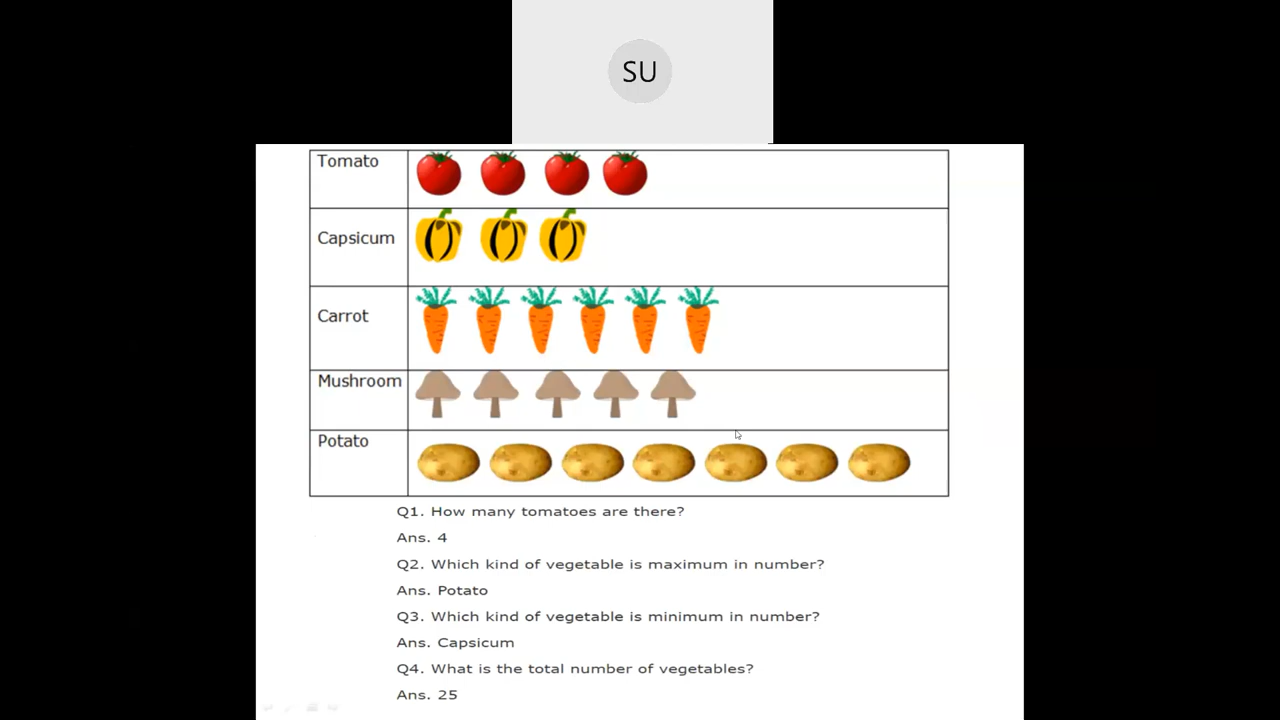 SU
Tomato
Capsicum
Carrot
Mushroom
Potato
Q1. How many tomatoes are there?
Ans. 4
Q2. Which kind of vegetable is maximum in number?
Ans. Potato
Q3. Which kind of vegetable is minimum in number?
Ans. Capsicum
Q4. What is the total number of vegetables?
Ans. 25